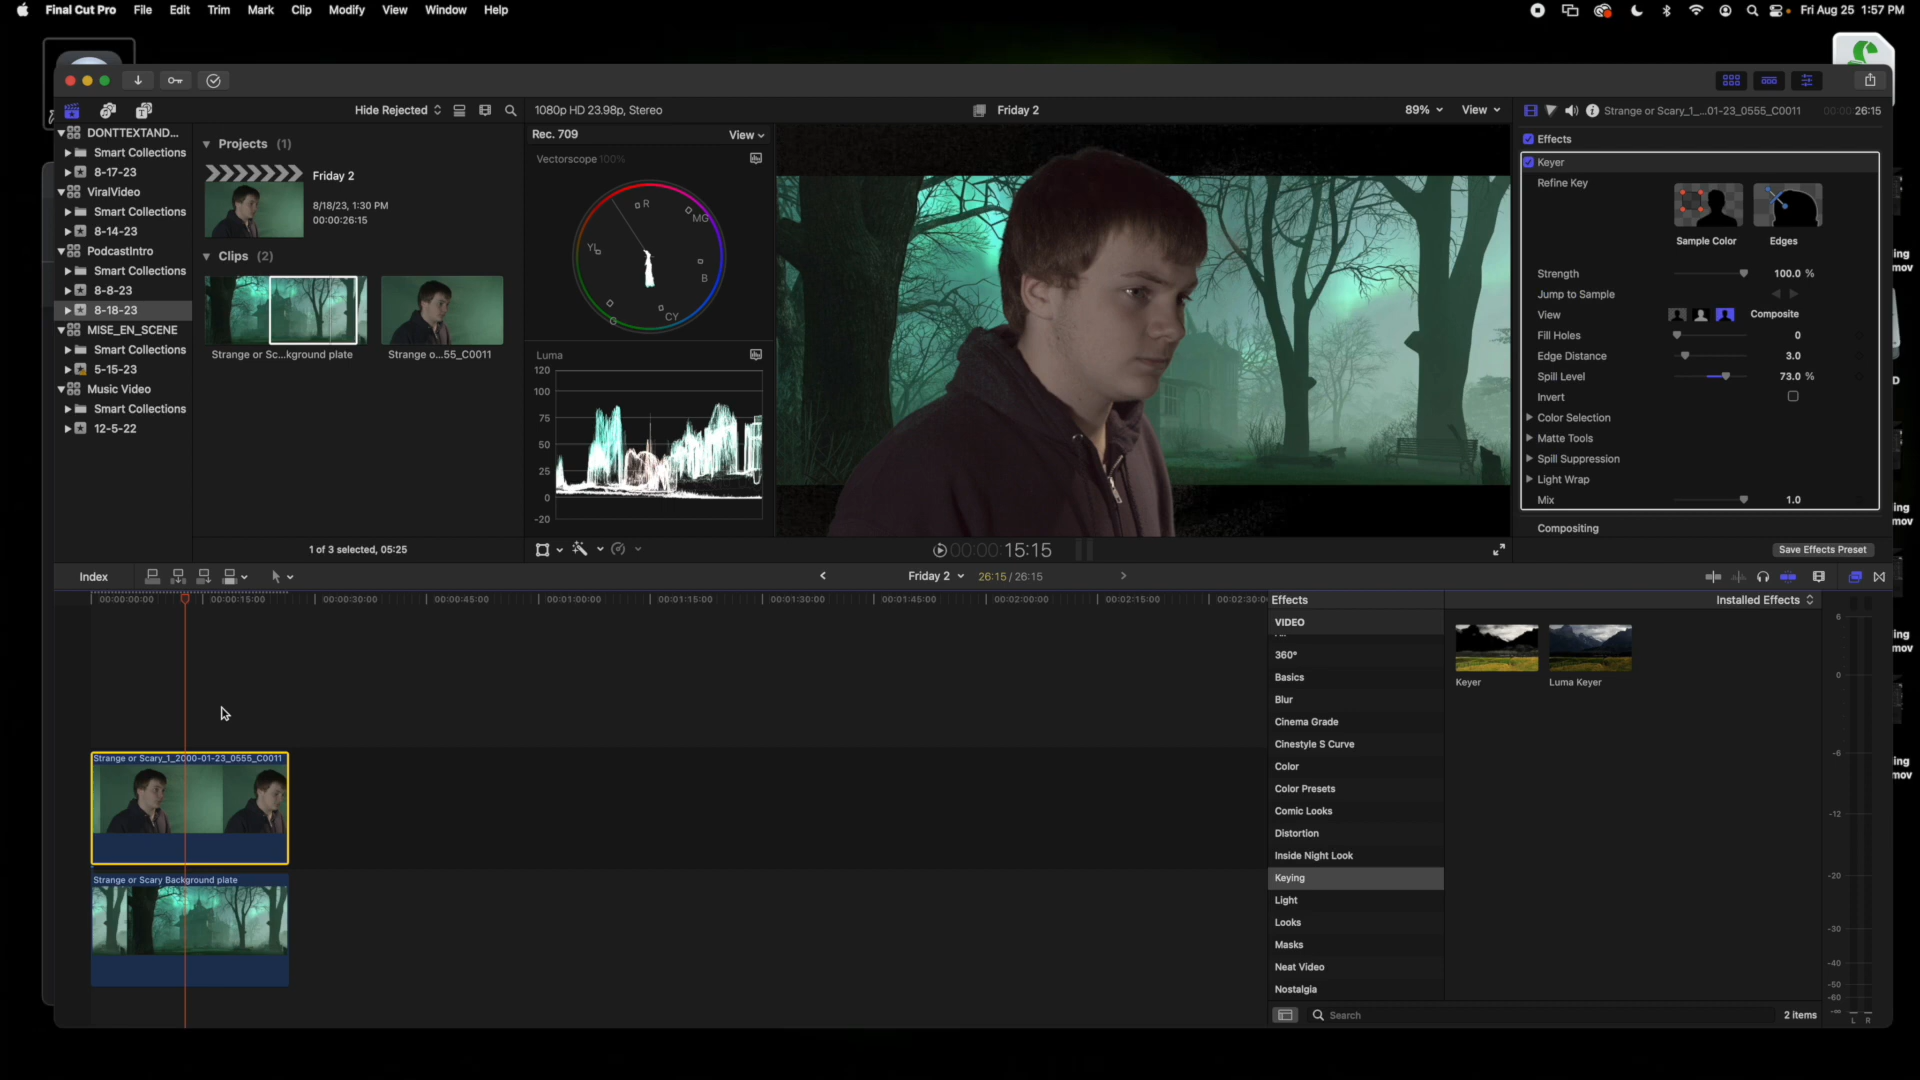 Final Cut Pro File Edit Trim Mark Clip Modify View Window Help
Fri Aug 25 1:57 PM
Hide Rejected
1080p HD 23.98p, Stereo
Friday 2
89% View
Strange or Scary_1_...01-23_0555_C0011
00:00:26:15
DONTTEXTAND...
Smart Collections
8-17-23
ViralVideo
Smart Collections
8-14-23
PodcastIntro
Smart Collections
8-8-23
8-18-23
MISE_EN_SCENE
Smart Collections
5-15-23
Music Video
Smart Collections
12-5-22
Projects (1)
Friday 2
8/18/23, 1:30 PM
00:00:26:15
Clips (2)
Strange or Sc...kground plate
Strange o...55_C0011
1 of 3 selected, 05:25
Rec. 709 View
Vectorscope 100%
R
MG
YL
B
CY
G
Luma
120
100
75
50
25
0
-20
00:00:15:15
Effects
Keyer
Refine Key
Sample Color Edges
Strength 100.0 %
Jump to Sample
View Composite
Fill Holes 0
Edge Distance 3.0
Spill Level 73.0 %
Invert
Color Selection
Matte Tools
Spill Suppression
Light Wrap
Mix 1.0
Compositing
Save Effects Preset
Index
Friday 2 26:15 / 26:15
00:00:00:00 00:00:15:00 00:00:30:00 00:00:45:00 00:01:00:00 00:01:15:00 00:01:30:00 00:01:45:00 00:02:00:00 00:02:15:00 00:02:30:0
Strange or Scary_1_2000-01-23_0555_C0011
Strange or Scary Background plate
Effects
Installed Effects
VIDEO
360°
Basics
Blur
Cinema Grade
Cinestyle S Curve
Color
Color Presets
Comic Looks
Distortion
Inside Night Look
Keying
Light
Looks
Masks
Neat Video
Nostalgia
Keyer
Luma Keyer
Search
2 items
6
0
-6
-12
-20
-30
-40
-50
-60
-∞
L R
ing
mov
D
ing
mov
ing
mov
ing
mov